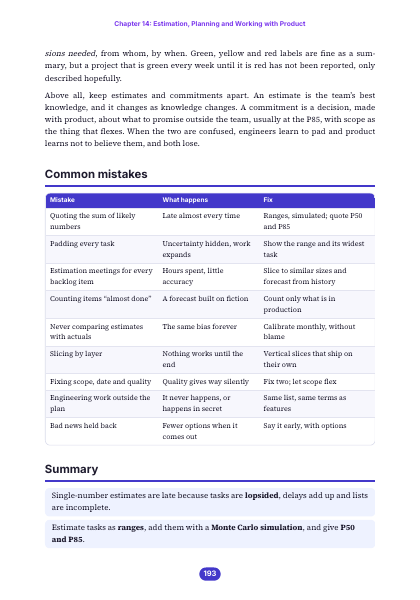 Chapter 14: Estimation, Planning and Working with Product
sions needed, from whom, by when. Green, yellow and red labels are fine as a sum-
mary, but a project that is green every week until it is red has not been reported, only
described hopefully.
Above all, keep estimates and commitments apart. An estimate is the team's best
knowledge, and it changes as knowledge changes. A commitment is a decision, made
with product, about what to promise outside the team, usually at the P85, with scope as
the thing that flexes. When the two are confused, engineers learn to pad and product
learns not to believe them, and both lose.
Common mistakes
Mistake What happens Fix
Quoting the sum of likely Late almost every time Ranges, simulated; quote P50
numbers and P85
Padding every task Uncertainty hidden, work Show the range and its widest
expands task
Estimation meetings for every Hours spent, little Slice to similar sizes and
backlog item accuracy forecast from history
Counting items “almost done” A forecast built on fiction Count only what is in
production
Never comparing estimates The same bias forever Calibrate monthly, without
with actuals blame
Slicing by layer Nothing works until the Vertical slices that ship on
end their own
Fixing scope, date and quality Quality gives way silently Fix two; let scope flex
Engineering work outside the It never happens, or Same list, same terms as
plan happens in secret features
Bad news held back Fewer options when it Say it early, with options
comes out
Summary
Single-number estimates are late because tasks are lopsided, delays add up and lists
are incomplete.
Estimate tasks as ranges, add them with a Monte Carlo simulation, and give P50
and P85.
193